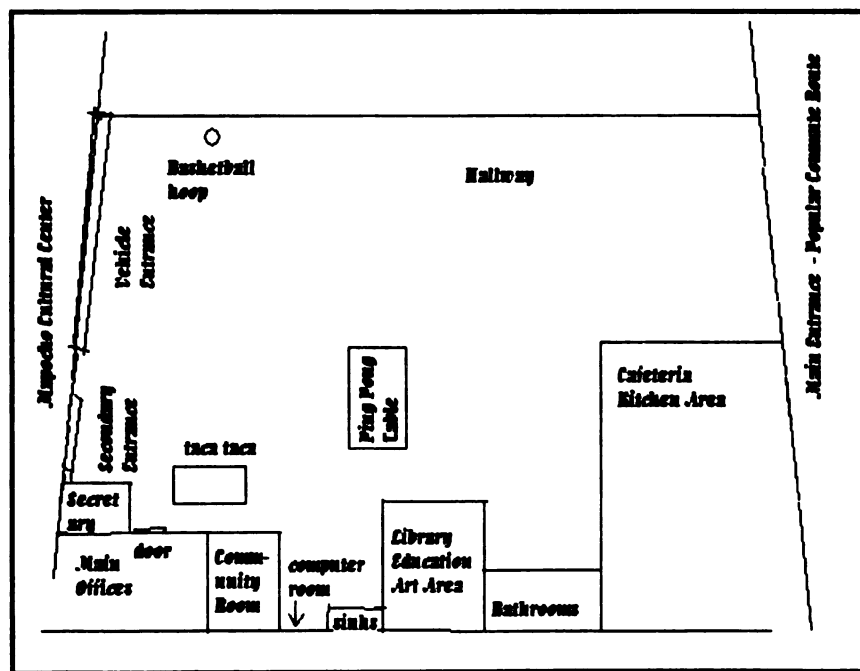 Basketball
hoop
Hallway
Mapocho Cultural Center
Vehicle
Entrance
Main Entrance - Popular Commute Route
Ping Pong
Table
Cafeteria
Kitchen Area
Secondary
Entrance
taca taca
Secret
ary
door
Main
Offices
Comm-
unity
Room
computer
room
sinks
Library
Education
Art Area
Bathrooms